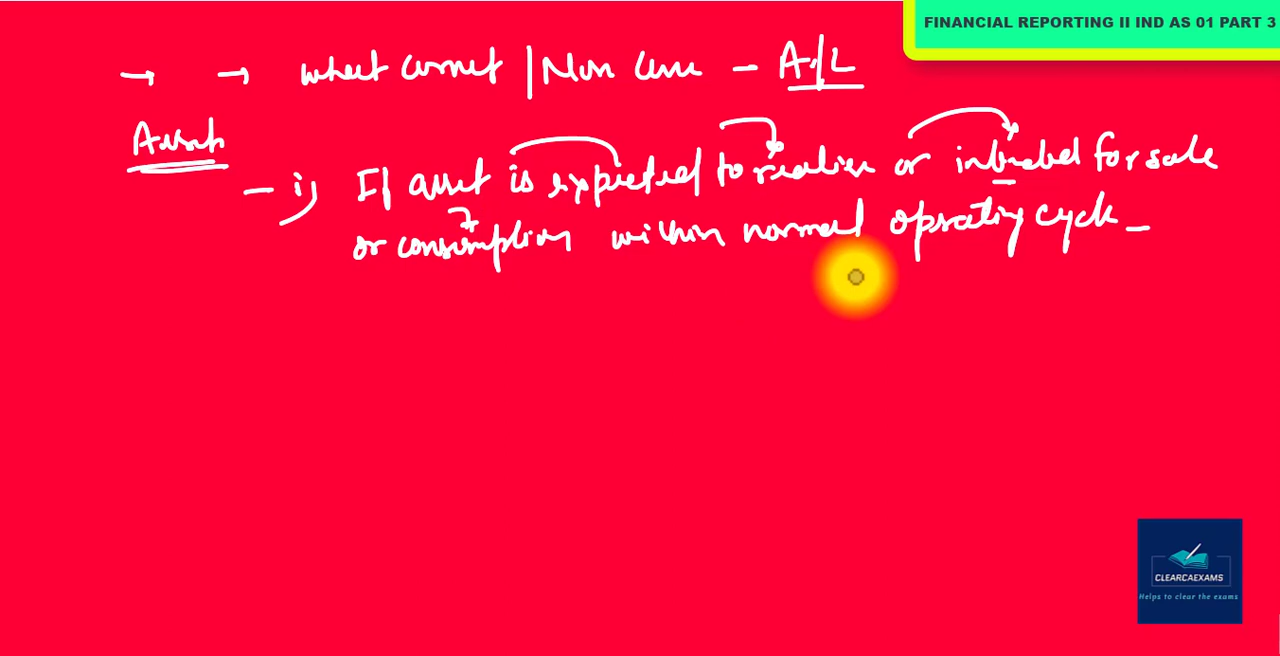 FINANCIAL REPORTING II IND AS 01 PART 3
→ → what current | Non Curr - A/L
Assets
- i) If asset is expected to realise or intended for sale
or consumption within normal operating cycle -
CLEARCAEXAMS
Helps to clear the exams